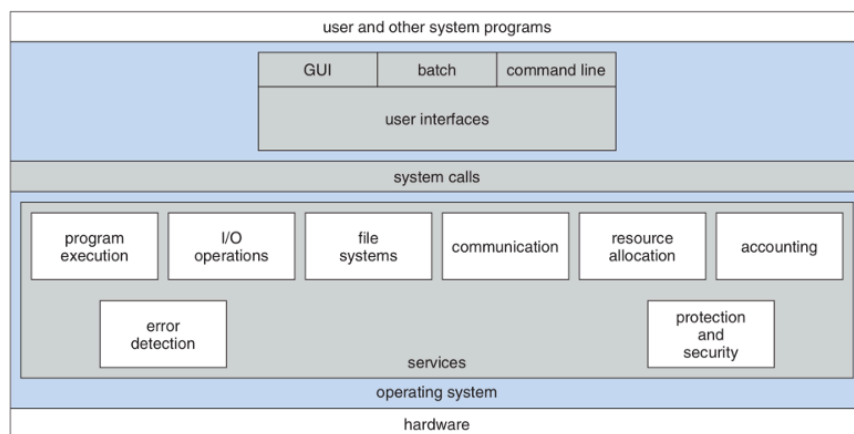 user and other system programs
GUI
batch
command line
user interfaces
system calls
program
execution
I/O
operations
file
systems
communication
resource
allocation
accounting
error
detection
protection
and
security
services
operating system
hardware